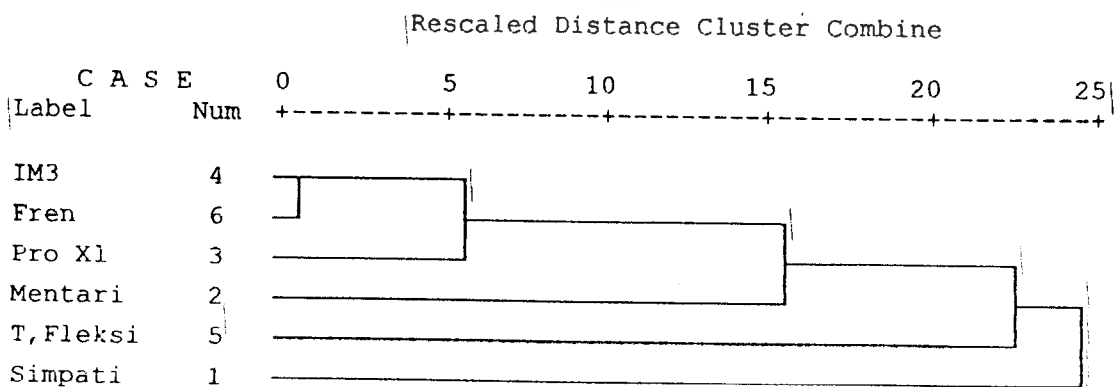 Rescaled Distance Cluster Combine
C A S E 0 5 10 15 20 25
Label Num +---------+---------+---------+---------+---------+
IM3 4
Fren 6
Pro Xl 3
Mentari 2
T,Fleksi 5
Simpati 1